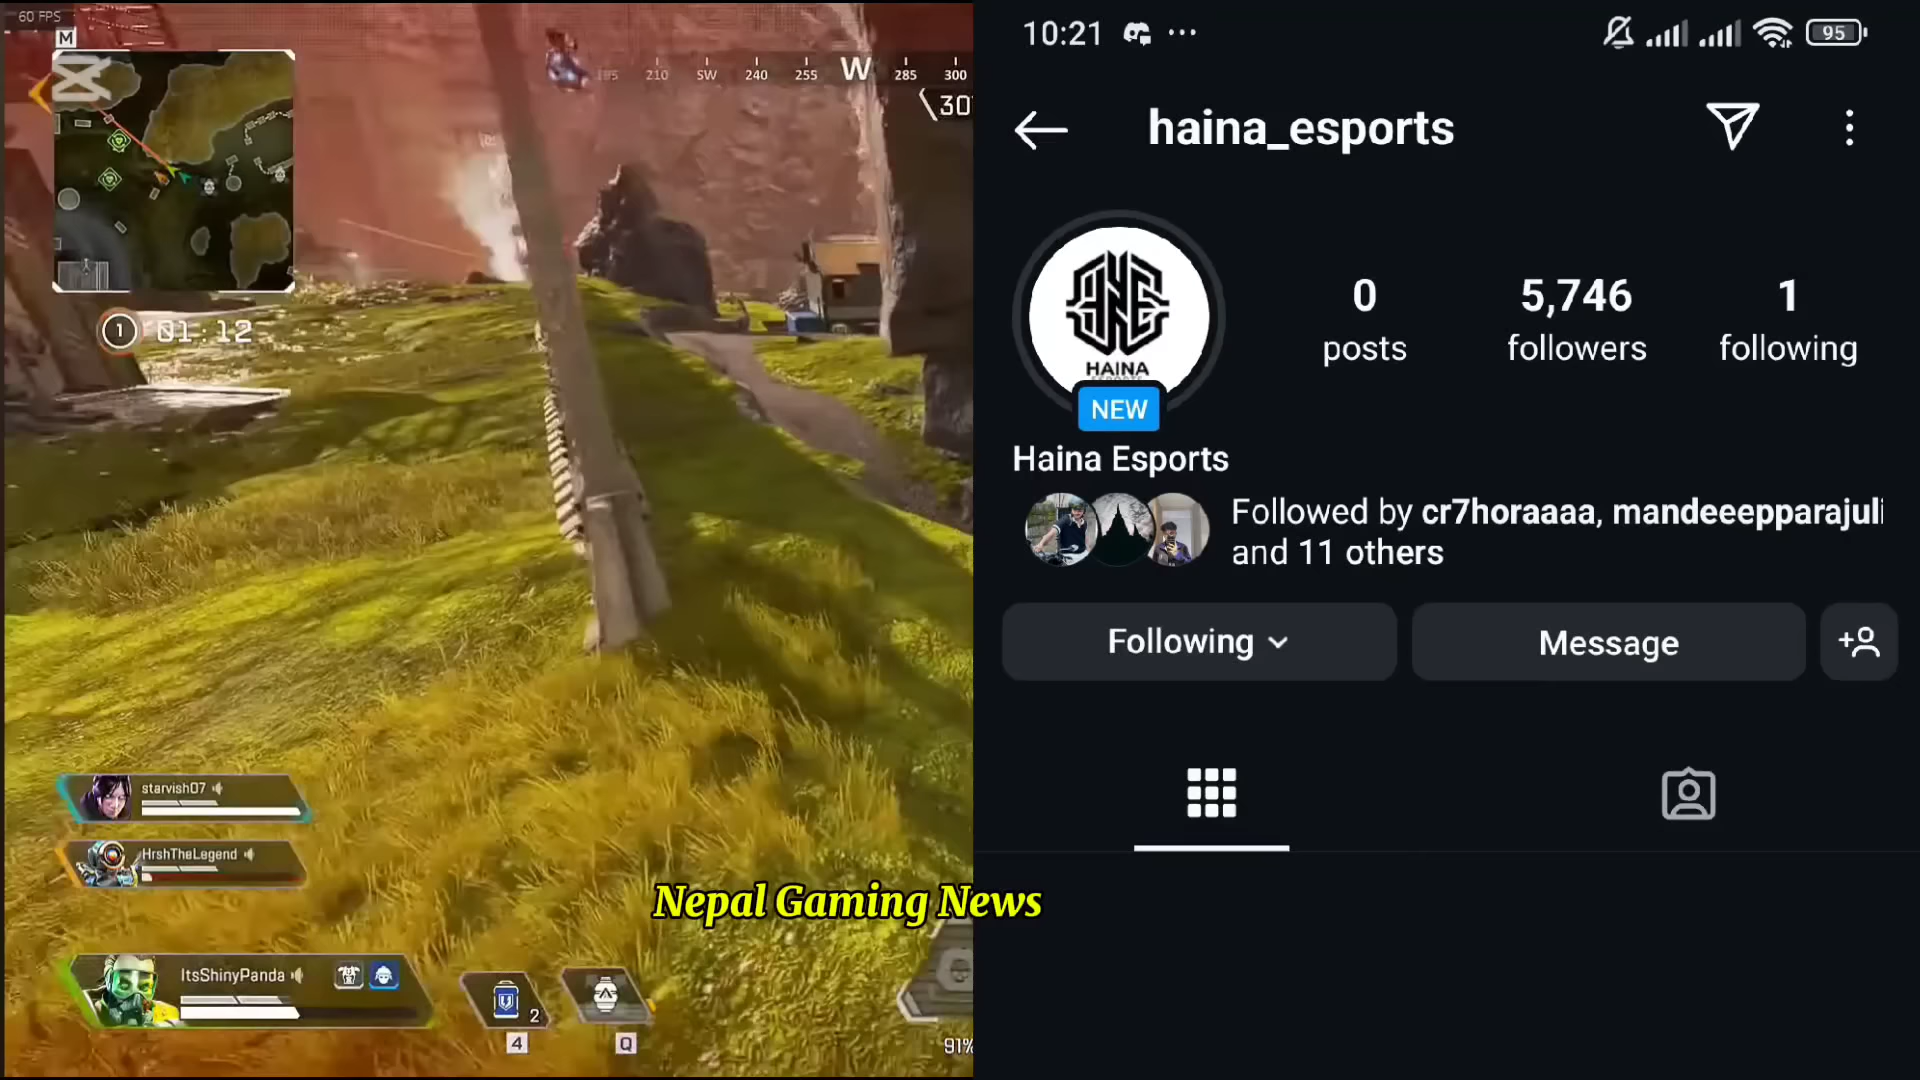 60 FPS
M
210 SW 240 255 W 285 300
30
1 01:12
starvish07
HrshTheLegend
ItsShinyPanda
2
4
Q
91%
Nepal Gaming News
10:21
95
haina_esports
HAINA
NEW
0
posts
5,746
followers
1
following
Haina Esports
Followed by cr7horaaaa, mandeeepparajuli
and 11 others
Following
Message